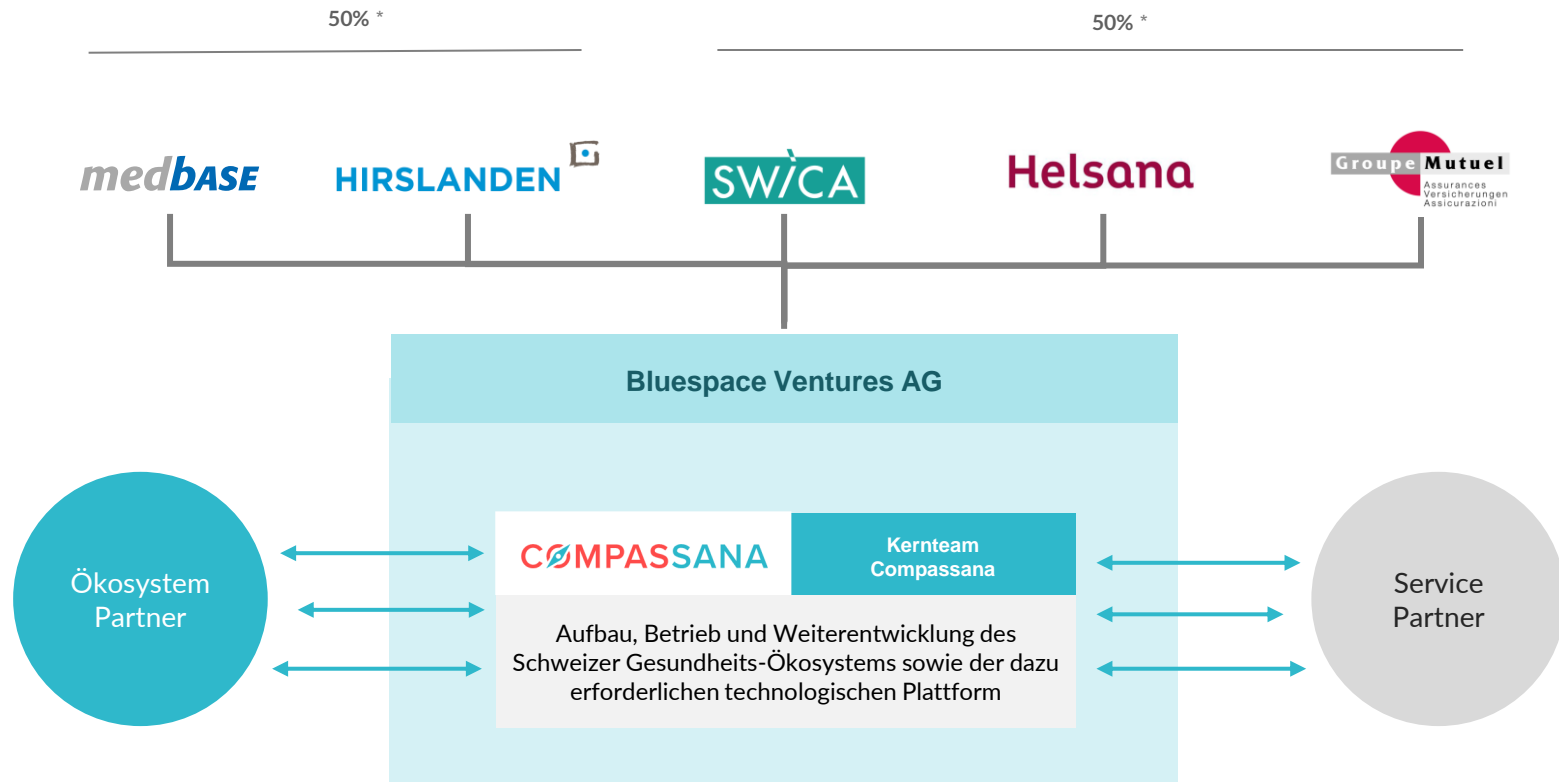 50% *
50% *
medbase
HIRSLANDEN
SWICA
Helsana
Groupe Mutuel
Assurances
Versicherungen
Assicurazioni
Bluespace Ventures AG
COMPASSANA
Kernteam
Compassana
Ökosystem
Partner
Aufbau, Betrieb und Weiterentwicklung des
Schweizer Gesundheits-Ökosystems sowie der dazu
erforderlichen technologischen Plattform
Service
Partner